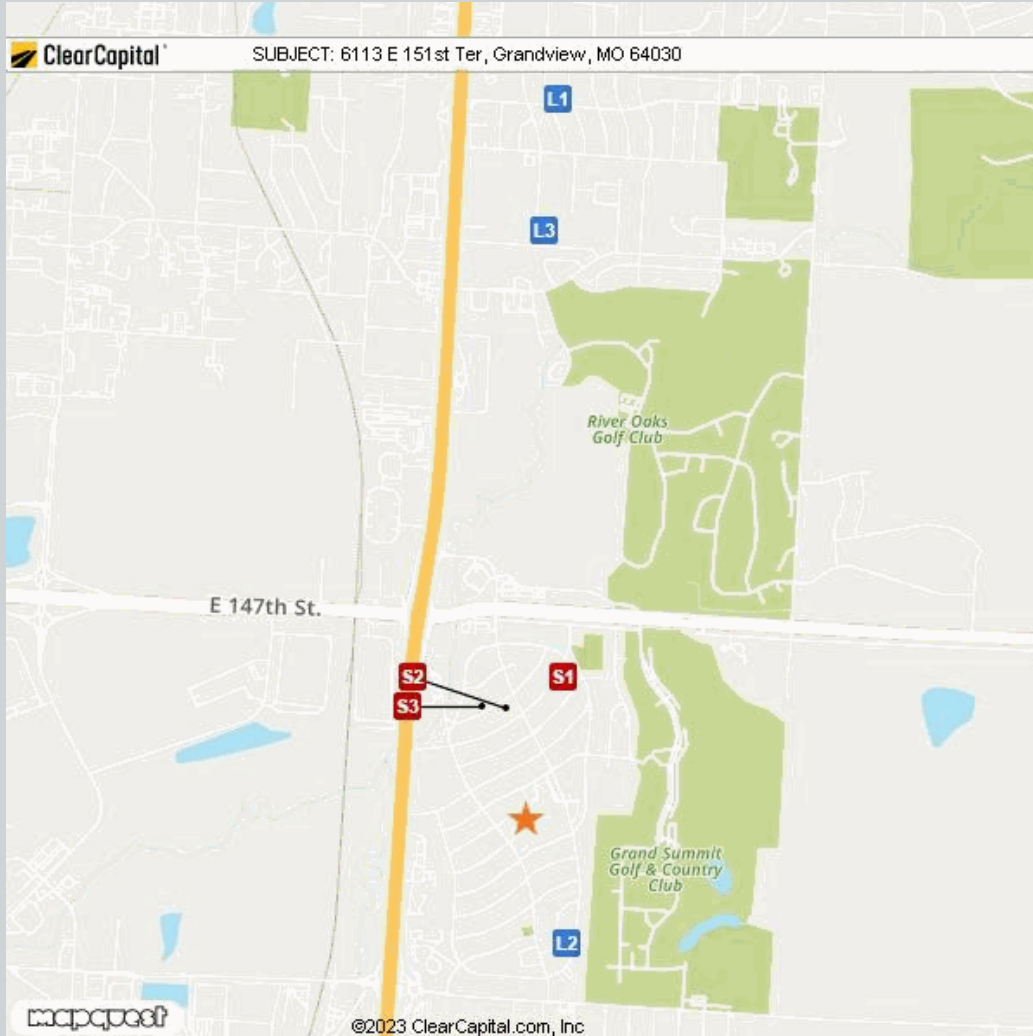 ClearCapital
SUBJECT: 6113 E 151st Ter, Grandview, MO 64030
L1
L3
River Oaks
Golf Club
E 147th St.
S2
S1
S3
Grand Summit
Golf & Country
Club
L2
mapquest
©2023 ClearCapital.com, Inc